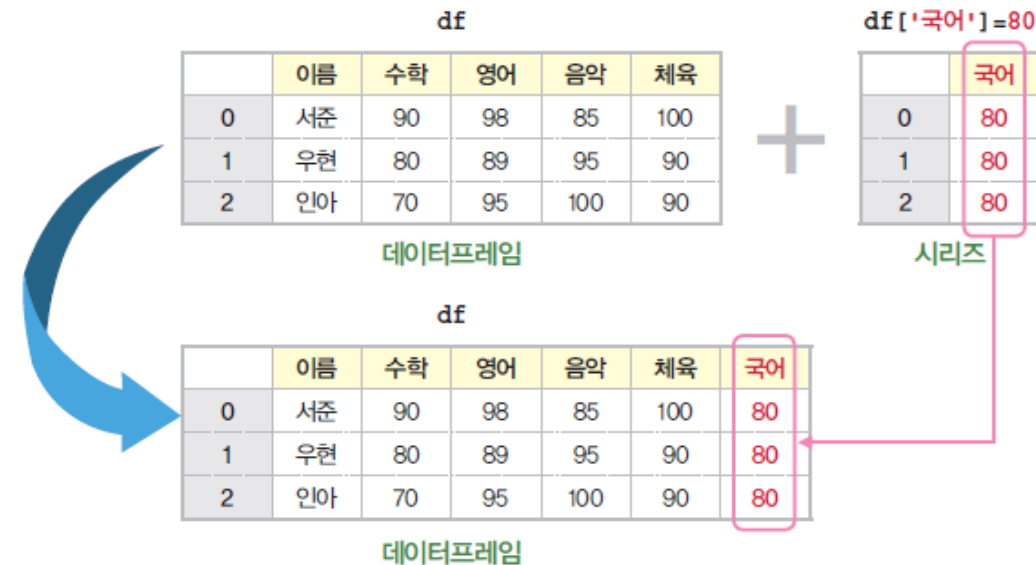 df
df['국어']=80
이름 수학 영어 음악 체육
0 서준 90 98 85 100
1 우현 80 89 95 90
2 인아 70 95 100 90
데이터프레임
+
국어
0 80
1 80
2 80
시리즈
df
이름 수학 영어 음악 체육 국어
0 서준 90 98 85 100 80
1 우현 80 89 95 90 80
2 인아 70 95 100 90 80
데이터프레임